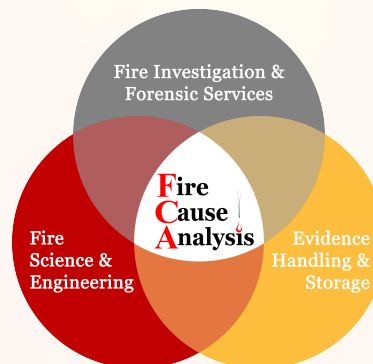 Fire Investigation &
Forensic Services
Fire
Cause
Analysis
Fire
Science &
Engineering
Evidence
Handling &
Storage